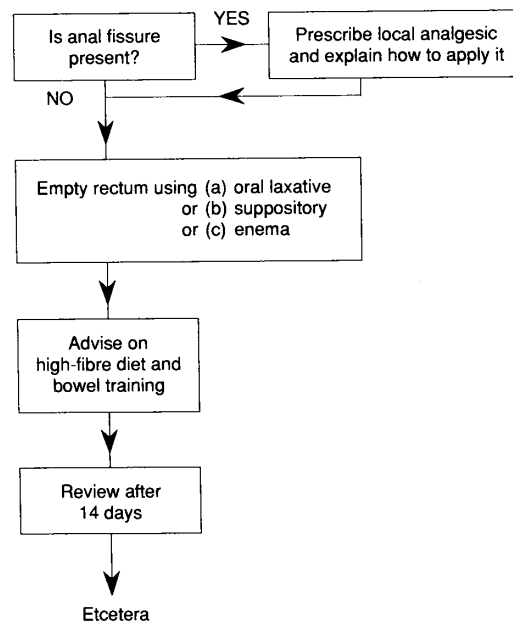 YES
Is anal fissure
present?
Prescribe local analgesic
and explain how to apply it
NO
Empty rectum using (a) oral laxative
or (b) suppository
or (c) enema
Advise on
high-fibre diet and
bowel training
Review after
14 days
Etcetera